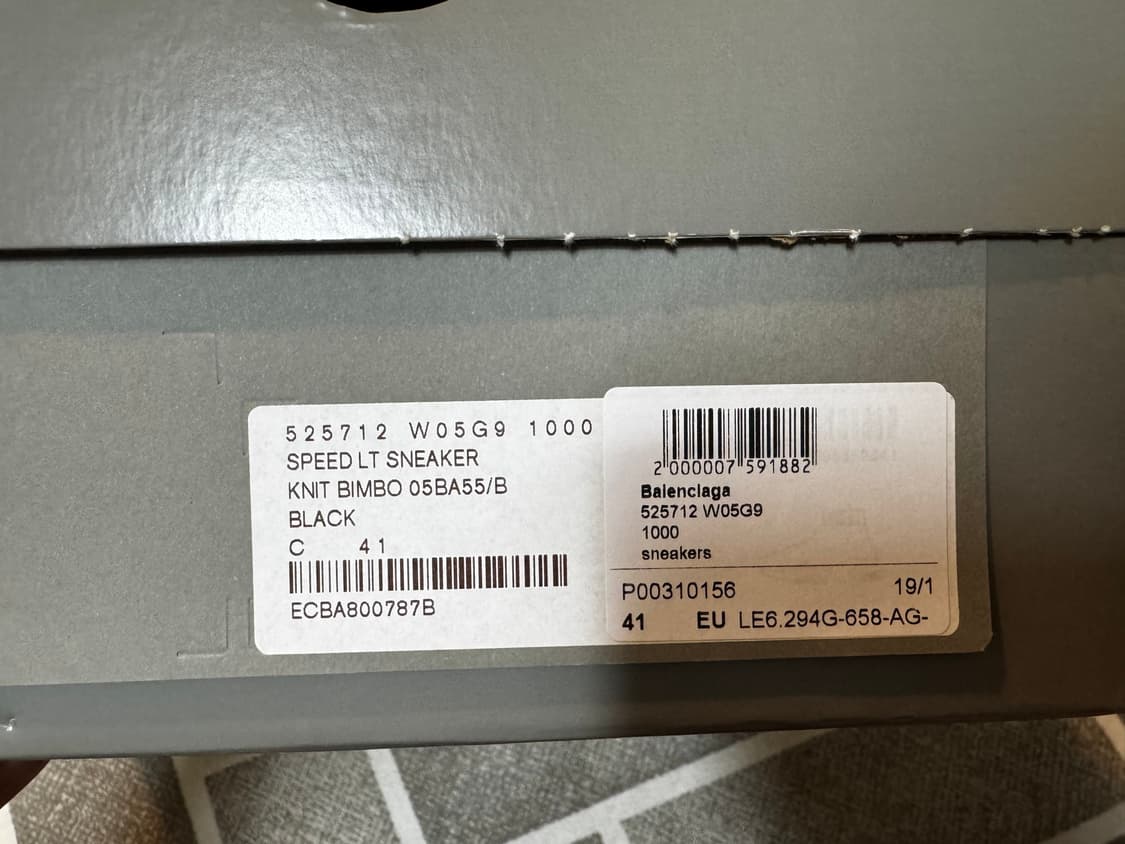 525712 W05G9 1000
SPEED LT SNEAKER
KNIT BIMBO 05BA55/B
BLACK
C 41
ECBA800787B
2 000007 591882
Balenciaga
525712 W05G9
1000
sneakers
P00310156 19/1
41 EU LE6.294G-658-AG-